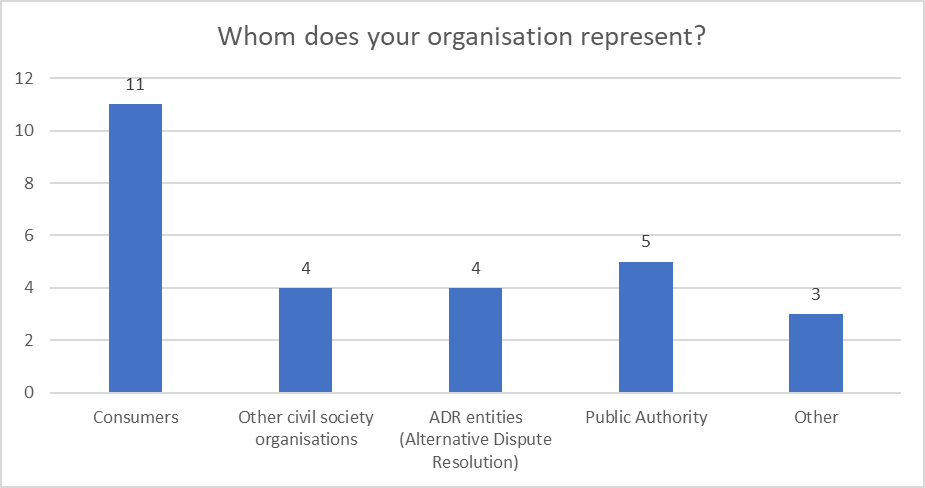 Whom does your organisation represent?
12
10
8
6
4
2
0
11
4
4
5
3
Consumers
Other civil society
organisations
ADR entities
(Alternative Dispute
Resolution)
Public Authority
Other